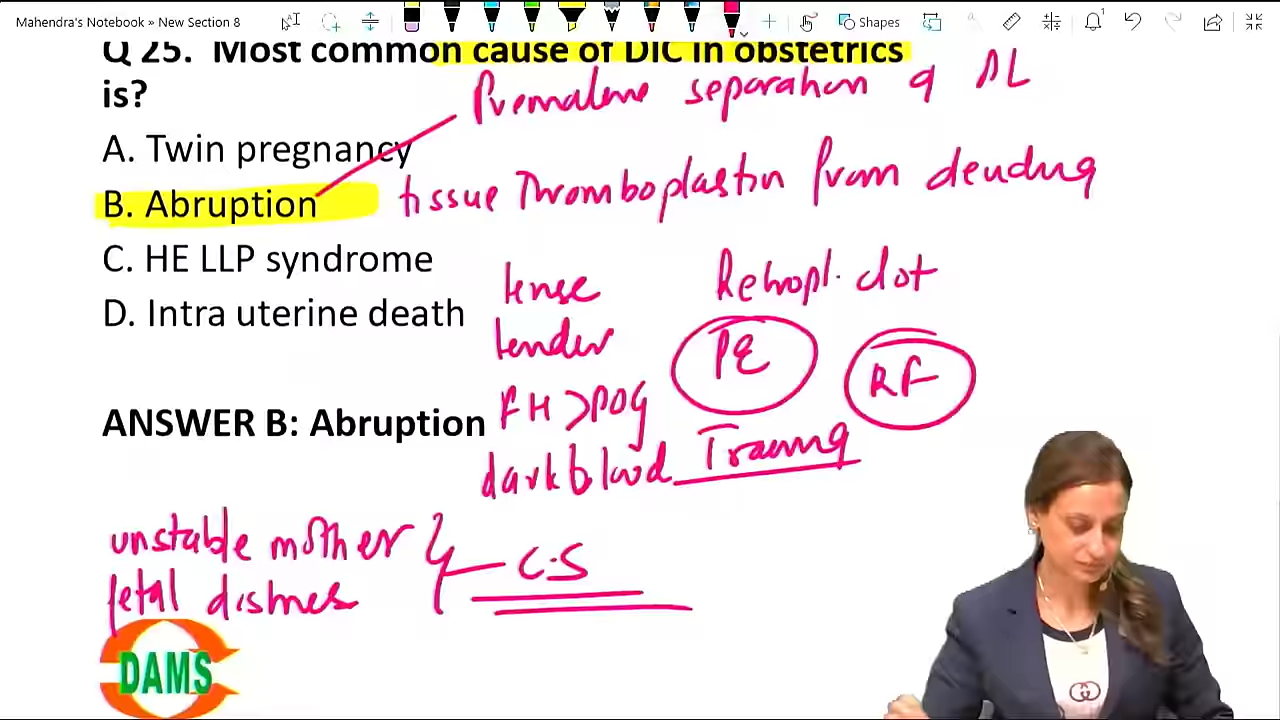 Mahendra's Notebook » New Section 8
Shapes
Q 25. Most common cause of DIC in obstetrics
is?
Premature separation of PL
A. Twin pregnancy
tissue Thromboplastin from decidua
B. Abruption
C. HE LLP syndrome
D. Intra uterine death
tense
tender
FH > POG
dark blood
Retropl. clot
PE
RF
Trauma
ANSWER B: Abruption
unstable mother
fetal distress
C.S
DAMS